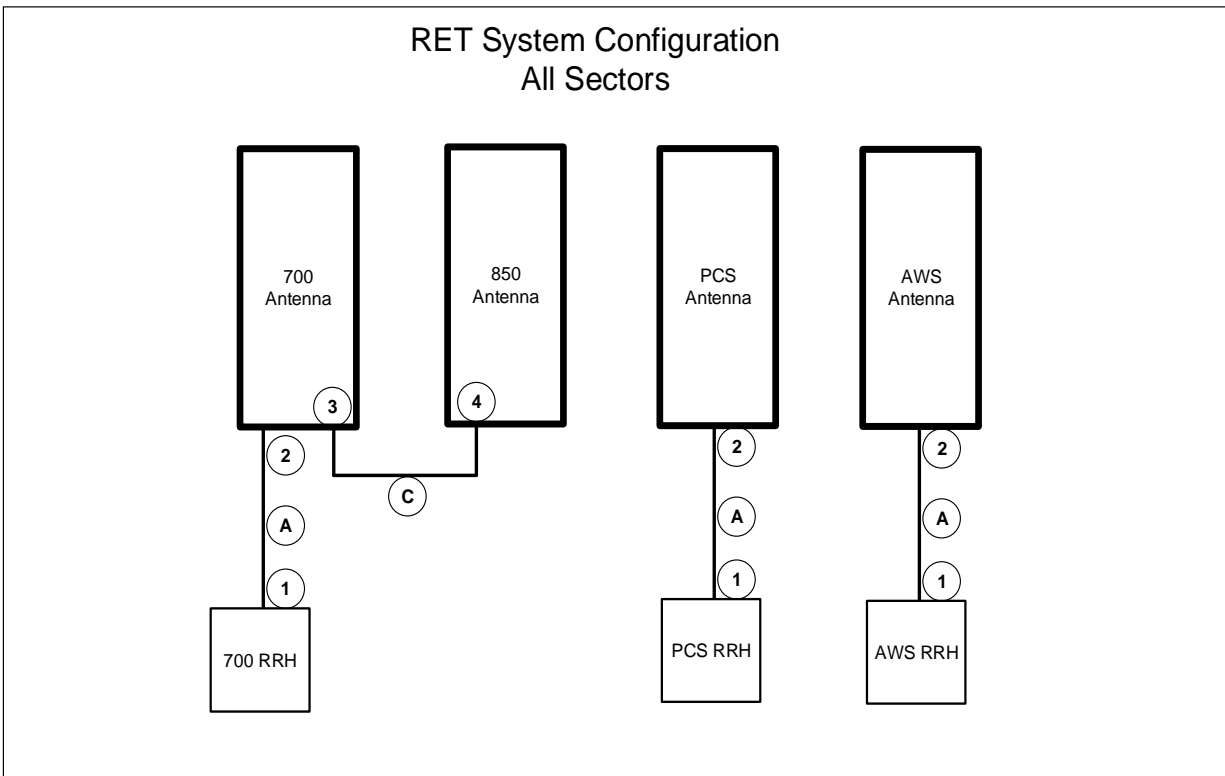 RET System Configuration
All Sectors
700
Antenna
850
Antenna
PCS
Antenna
AWS
Antenna
3
4
2
2
2
C
A
A
A
1
1
1
700 RRH
PCS RRH
AWS RRH